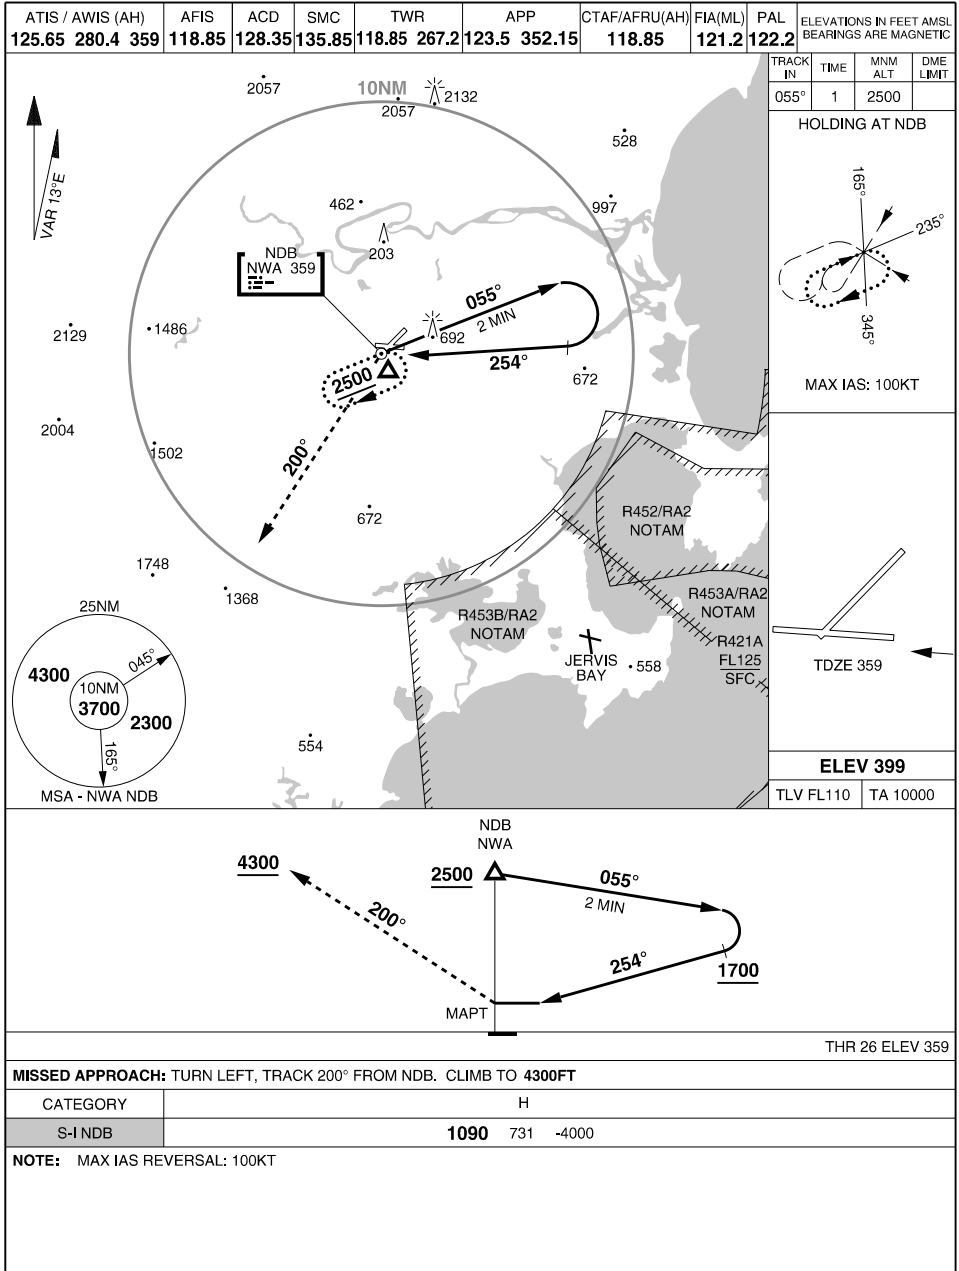 ATIS / AWIS (AH) AFIS ACD SMC TWR APP CTAF/AFRU(AH) FIA(ML) PAL
125.65 280.4 359 118.85 128.35 135.85 118.85 267.2 123.5 352.15 118.85 121.2 122.2
ELEVATIONS IN FEET AMSL
BEARINGS ARE MAGNETIC
TRACK IN TIME MNM ALT DME LIMIT
055° 1 2500
HOLDING AT NDB
165°
235°
345°
MAX IAS: 100KT
VAR 13°E
2057
10NM
2132
2057
528
462
997
203
NDB
NWA 359
055°
2 MIN
692
254°
2129
1486
2500
672
2004
1502
200°
672
R452/RA2
NOTAM
1748
1368
R453A/RA2
NOTAM
R453B/RA2
NOTAM
R421A
FL125
SFC
JERVIS
BAY
558
554
25NM
4300
045°
10NM
3700
2300
165°
MSA - NWA NDB
TDZE 359
ELEV 399
TLV FL110 TA 10000
NDB
NWA
4300
2500
055°
2 MIN
200°
254°
1700
MAPT
THR 26 ELEV 359
MISSED APPROACH: TURN LEFT, TRACK 200° FROM NDB. CLIMB TO 4300FT
CATEGORY H
S-I NDB 1090 731 -4000
NOTE: MAX IAS REVERSAL: 100KT